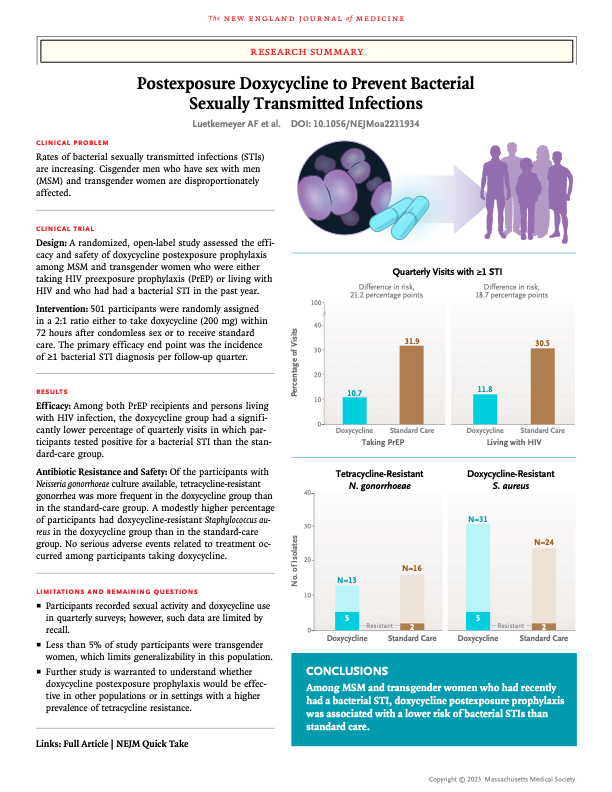 The NEW ENGLAND JOURNAL of MEDICINE
RESEARCH SUMMARY
Postexposure Doxycycline to Prevent Bacterial
Sexually Transmitted Infections
Luetkemeyer AF et al. DOI: 10.1056/NEJMoa2211934
CLINICAL PROBLEM
Rates of bacterial sexually transmitted infections (STIs)
are increasing. Cisgender men who have sex with men
(MSM) and transgender women are disproportionately
affected.
CLINICAL TRIAL
Design: A randomized, open-label study assessed the effi-
cacy and safety of doxycycline postexposure prophylaxis
among MSM and transgender women who were either
taking HIV preexposure prophylaxis (PrEP) or living with
HIV and who had had a bacterial STI in the past year.
Intervention: 501 participants were randomly assigned
in a 2:1 ratio either to take doxycycline (200 mg) within
72 hours after condomless sex or to receive standard
care. The primary efficacy end point was the incidence
of ≥1 bacterial STI diagnosis per follow-up quarter.
RESULTS
Efficacy: Among both PrEP recipients and persons living
with HIV infection, the doxycycline group had a signifi-
cantly lower percentage of quarterly visits in which par-
ticipants tested positive for a bacterial STI than the stan-
dard-care group.
Antibiotic Resistance and Safety: Of the participants with
Neisseria gonorrhoeae culture available, tetracycline-resistant
gonorrhea was more frequent in the doxycycline group than
in the standard-care group. A modestly higher percentage
of participants had doxycycline-resistant Staphylococcus au-
reus in the doxycycline group than in the standard-care
group. No serious adverse events related to treatment oc-
curred among participants taking doxycycline.
LIMITATIONS AND REMAINING QUESTIONS
▪ Participants recorded sexual activity and doxycycline use
in quarterly surveys; however, such data are limited by
recall.
▪ Less than 5% of study participants were transgender
women, which limits generalizability in this population.
▪ Further study is warranted to understand whether
doxycycline postexposure prophylaxis would be effec-
tive in other populations or in settings with a higher
prevalence of tetracycline resistance.
Links: Full Article | NEJM Quick Take
Quarterly Visits with ≥1 STI
Difference in risk,
21.2 percentage points
Difference in risk,
18.7 percentage points
Percentage of Visits
100
40
30
20
10
0
10.7
31.9
11.8
30.5
Doxycycline Standard Care Doxycycline Standard Care
Taking PrEP Living with HIV
Tetracycline-Resistant
N. gonorrhoeae
Doxycycline-Resistant
S. aureus
No. of Isolates
40
30
20
10
0
N=13
N=16
N=31
N=24
5 Resistant 2 5 Resistant 2
Doxycycline Standard Care Doxycycline Standard Care
CONCLUSIONS
Among MSM and transgender women who had recently
had a bacterial STI, doxycycline postexposure prophylaxis
was associated with a lower risk of bacterial STIs than
standard care.
Copyright © 2023 Massachusetts Medical Society.